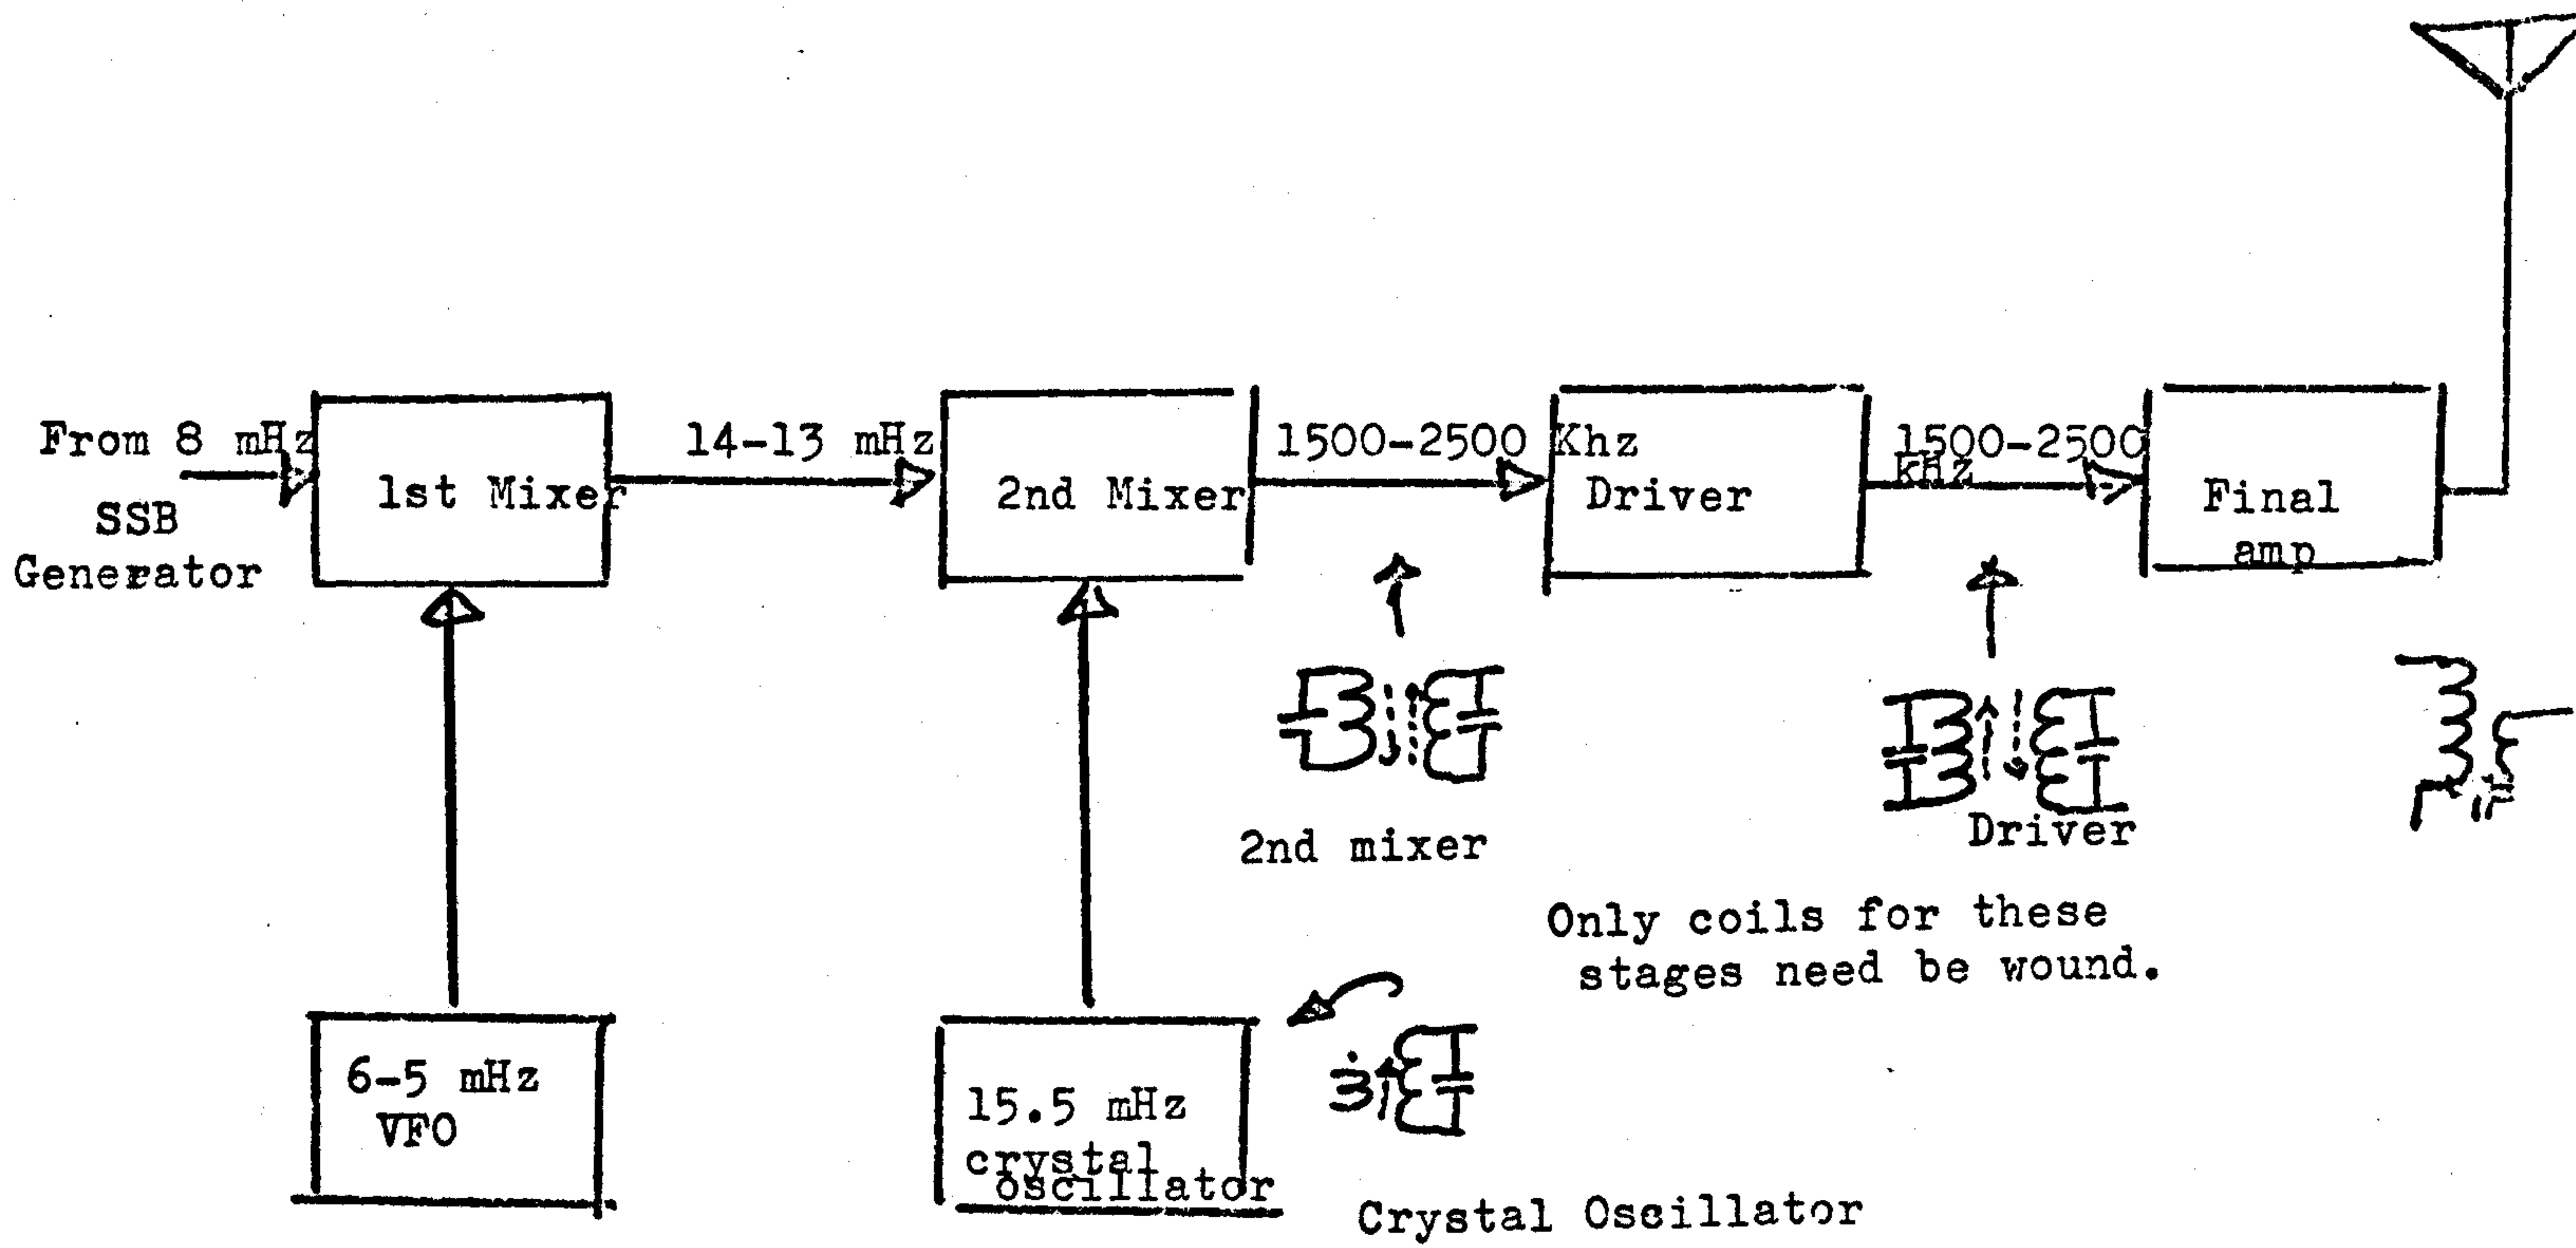 From 8 mHz
SSB
Generator
1st Mixer
14-13 mHz
2nd Mixer
1500-2500 Khz
Driver
1500-2500
kHz
Final
amp
2nd mixer
Driver
Only coils for these
stages need be wound.
6-5 mHz
VFO
15.5 mHz
crystal
oscillator
Crystal Oscillator